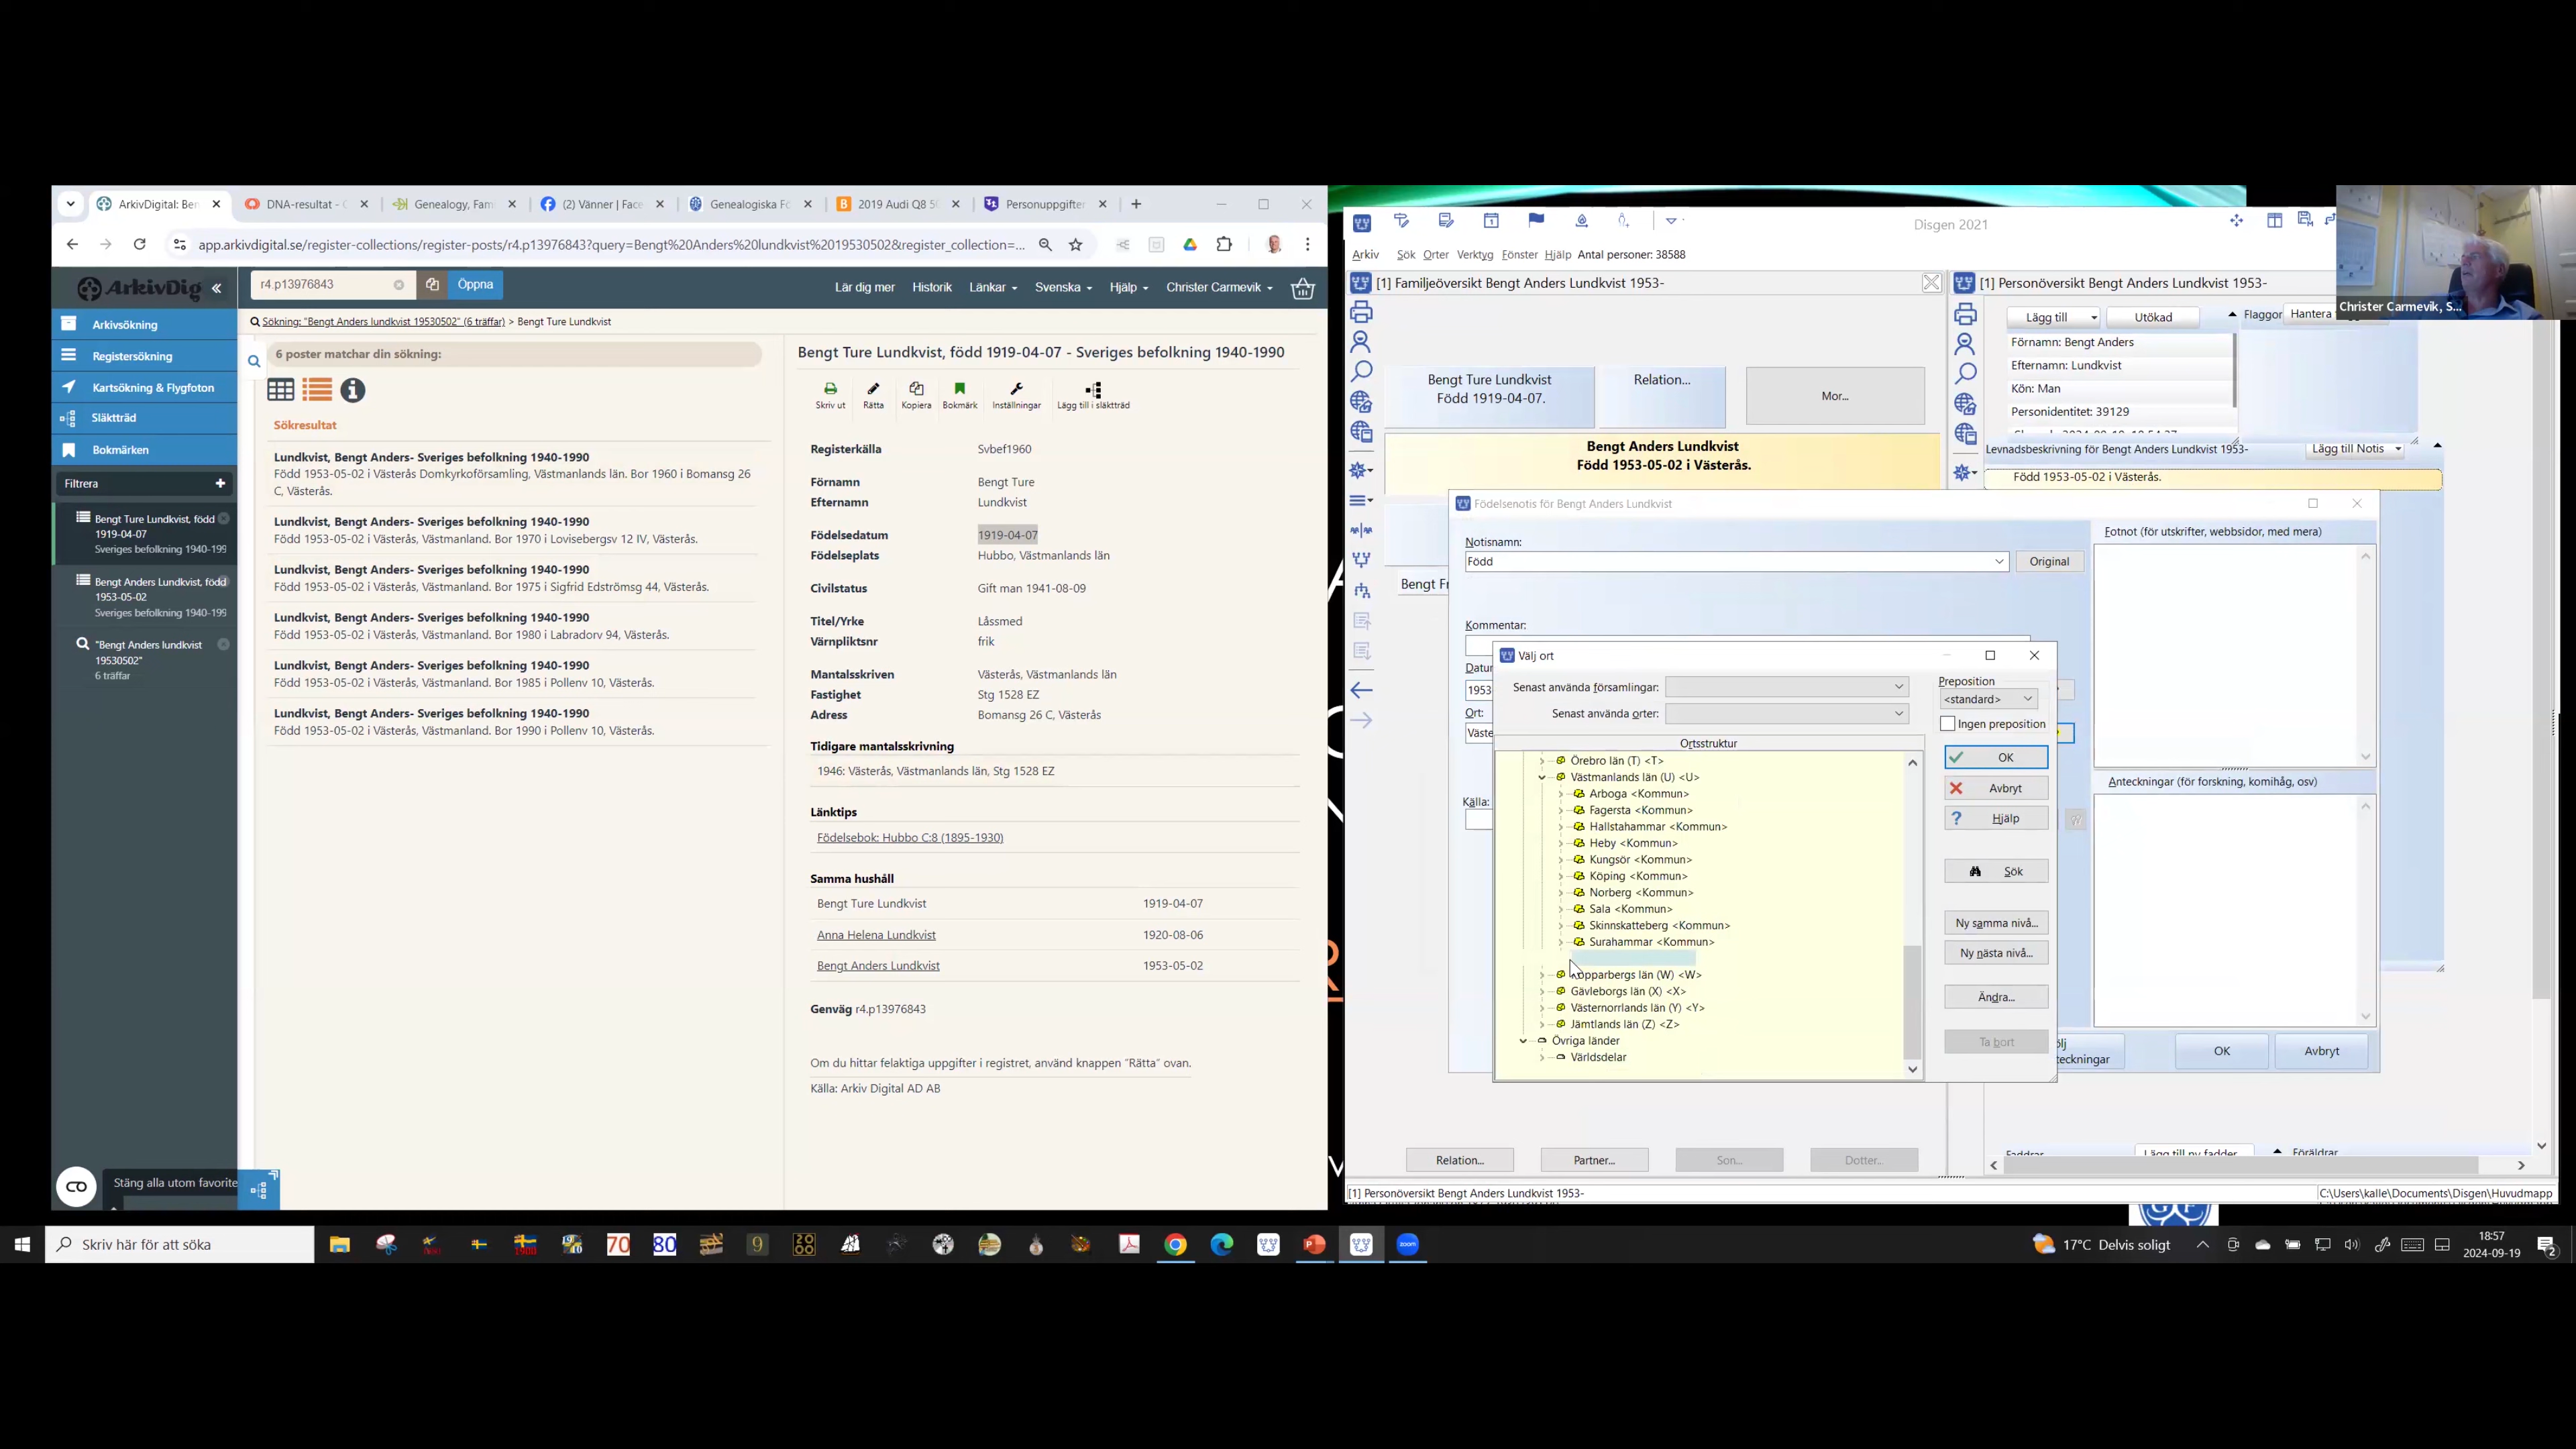 ArkivDigital: Ben
DNA-resultat - C
Genealogy, Fam
(2) Vänner | Face
Genealogiska Fö
2019 Audi Q8 50
Personuppgifter
app.arkivdigital.se/register-collections/register-posts/r4.p13976843?query=Bengt%20Anders%20lundkvist%2019530502&register_collection=...
ArkivDig
r4.p13976843
Öppna
Lär dig mer
Historik
Länkar
Svenska
Hjälp
Christer Carmevik
Arkivsökning
Registersökning
Kartsökning & Flygfoton
Släktträd
Bokmärken
Filtrera
Bengt Ture Lundkvist, född
1919-04-07
Sveriges befolkning 1940-199
Bengt Anders Lundkvist, född
1953-05-02
Sveriges befolkning 1940-199
"Bengt Anders lundkvist
19530502"
6 träffar
Stäng alla utom favorite
Sökning: "Bengt Anders lundkvist 19530502" (6 träffar) > Bengt Ture Lundkvist
6 poster matchar din sökning:
Sökresultat
Lundkvist, Bengt Anders- Sveriges befolkning 1940-1990
Född 1953-05-02 i Västerås Domkyrkoförsamling, Västmanlands län. Bor 1960 i Bomansg 26
C, Västerås.
Lundkvist, Bengt Anders- Sveriges befolkning 1940-1990
Född 1953-05-02 i Västerås, Västmanland. Bor 1970 i Lovisebergsv 12 IV, Västerås.
Lundkvist, Bengt Anders- Sveriges befolkning 1940-1990
Född 1953-05-02 i Västerås, Västmanland. Bor 1975 i Sigfrid Edströmsg 44, Västerås.
Lundkvist, Bengt Anders- Sveriges befolkning 1940-1990
Född 1953-05-02 i Västerås, Västmanland. Bor 1980 i Labradorv 94, Västerås.
Lundkvist, Bengt Anders- Sveriges befolkning 1940-1990
Född 1953-05-02 i Västerås, Västmanland. Bor 1985 i Pollenv 10, Västerås.
Lundkvist, Bengt Anders- Sveriges befolkning 1940-1990
Född 1953-05-02 i Västerås, Västmanland. Bor 1990 i Pollenv 10, Västerås.
Bengt Ture Lundkvist, född 1919-04-07 - Sveriges befolkning 1940-1990
Skriv ut
Rätta
Kopiera
Bokmärk
Inställningar
Lägg till i släktträd
Registerkälla Svbef1960
Förnamn Bengt Ture
Efternamn Lundkvist
Födelsedatum 1919-04-07
Födelseplats Hubbo, Västmanlands län
Civilstatus Gift man 1941-08-09
Titel/Yrke Låssmed
Värnpliktsnr frik
Mantalsskriven Västerås, Västmanlands län
Fastighet Stg 1528 EZ
Adress Bomansg 26 C, Västerås
Tidigare mantalsskrivning
1946: Västerås, Västmanlands län, Stg 1528 EZ
Länktips
Födelsebok: Hubbo C:8 (1895-1930)
Samma hushåll
Bengt Ture Lundkvist 1919-04-07
Anna Helena Lundkvist 1920-08-06
Bengt Anders Lundkvist 1953-05-02
Genväg r4.p13976843
Om du hittar felaktiga uppgifter i registret, använd knappen "Rätta" ovan.
Källa: Arkiv Digital AD AB
Disgen 2021
Arkiv Sök Orter Verktyg Fönster Hjälp Antal personer: 38588
[1] Familjeöversikt Bengt Anders Lundkvist 1953-
Bengt Ture Lundkvist
Född 1919-04-07.
Relation...
Mor...
Bengt Anders Lundkvist
Född 1953-05-02 i Västerås.
Bengt Fr
Relation...
Partner...
Son...
Dotter...
[1] Personöversikt Bengt Anders Lundkvist 1953-
Lägg till
Utökad
Flaggor
Hantera
Förnamn: Bengt Anders
Efternamn: Lundkvist
Kön: Man
Personidentitet: 39129
Levnadsbeskrivning för Bengt Anders Lundkvist 1953-
Lägg till Notis
Född 1953-05-02 i Västerås.
Christer Carmevik, S...
Födelsenotis för Bengt Anders Lundkvist
Notisnamn:
Född
Original
Kommentar:
Datum
1953
Ort:
Väste
Källa:
Fotnot (för utskrifter, webbsidor, med mera)
Anteckningar (för forskning, komihåg, osv)
ölj
teckningar
OK
Avbryt
Välj ort
Senast använda församlingar:
Senast använda orter:
Preposition
<standard>
Ingen preposition
Ortsstruktur
Örebro län (T) <T>
Västmanlands län (U) <U>
Arboga <Kommun>
Fagersta <Kommun>
Hallstahammar <Kommun>
Heby <Kommun>
Kungsör <Kommun>
Köping <Kommun>
Norberg <Kommun>
Sala <Kommun>
Skinnskatteberg <Kommun>
Surahammar <Kommun>
Kopparbergs län (W) <W>
Gävleborgs län (X) <X>
Västernorrlands län (Y) <Y>
Jämtlands län (Z) <Z>
Övriga länder
Världsdelar
OK
Avbryt
Hjälp
Sök
Ny samma nivå...
Ny nästa nivå...
Ändra...
Ta bort
Faddrar
Lägg till ny fadder
Föräldrar
[1] Personöversikt Bengt Anders Lundkvist 1953-
C:\Users\kalle\Documents\Disgen\Huvudmapp
Skriv här för att söka
70
80
9
zoom
17°C Delvis soligt
18:57
2024-09-19
2